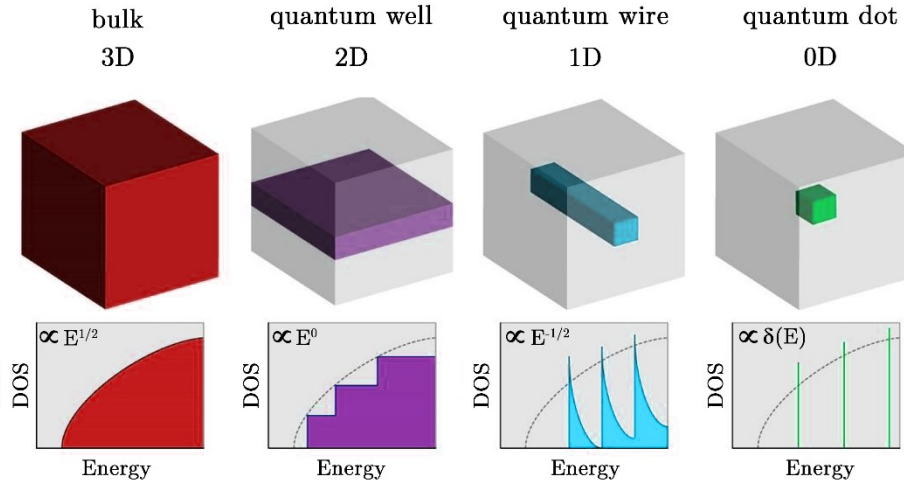 bulk
3D
quantum well
2D
quantum wire
1D
quantum dot
0D
∝ E^1/2
DOS
Energy
∝ E^0
DOS
Energy
∝ E^-1/2
DOS
Energy
∝ δ(E)
DOS
Energy